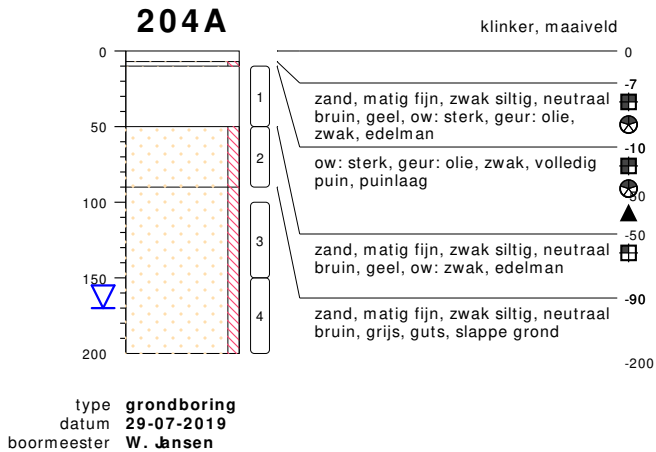 204A
klinker, maaiveld
0
0
-7
zand, matig fijn, zwak siltig, neutraal
bruin, geel, ow: sterk, geur: olie,
zwak, edelman
1
50
-10
ow: sterk, geur: olie, zwak, volledig
puin, puinlaag
2
100
-50
zand, matig fijn, zwak siltig, neutraal
bruin, geel, ow: zwak, edelman
3
150
-90
zand, matig fijn, zwak siltig, neutraal
bruin, grijs, guts, slappe grond
4
200
-200
type grondboring
datum 29-07-2019
boormeester W. Jansen